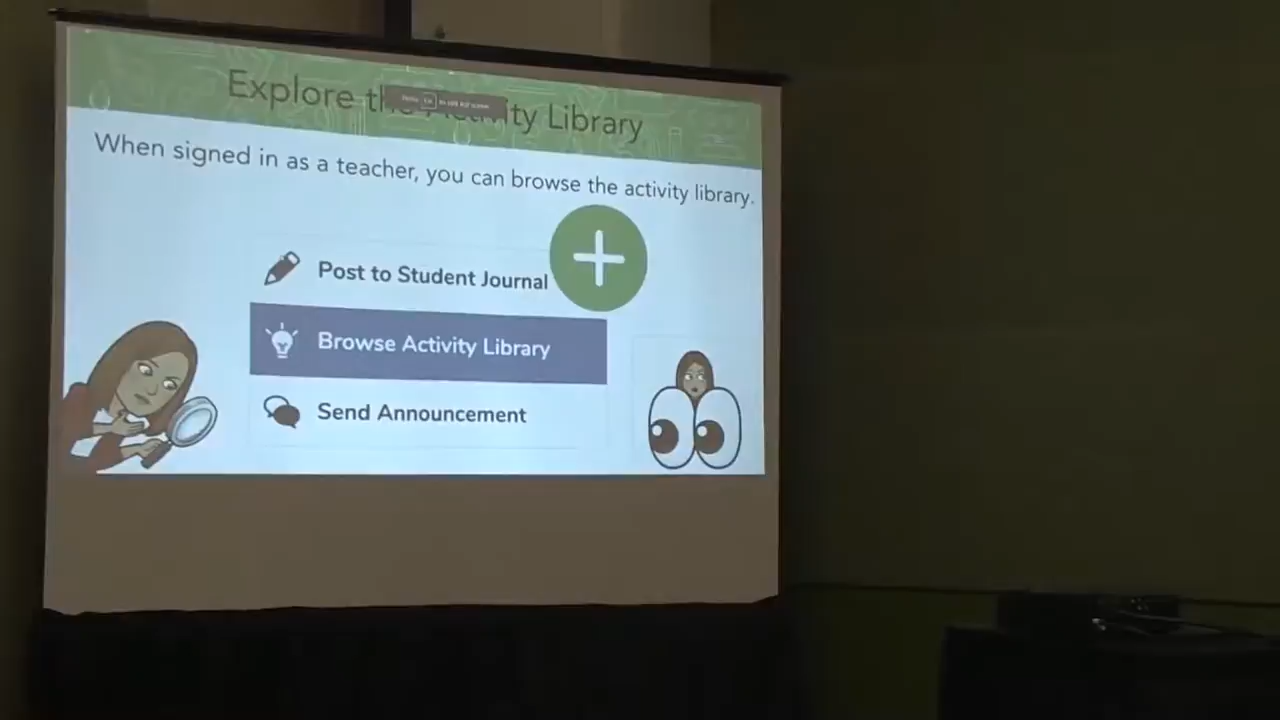 Explore the Activity Library
When signed in as a teacher, you can browse the activity library.
Post to Student Journal
Browse Activity Library
Send Announcement